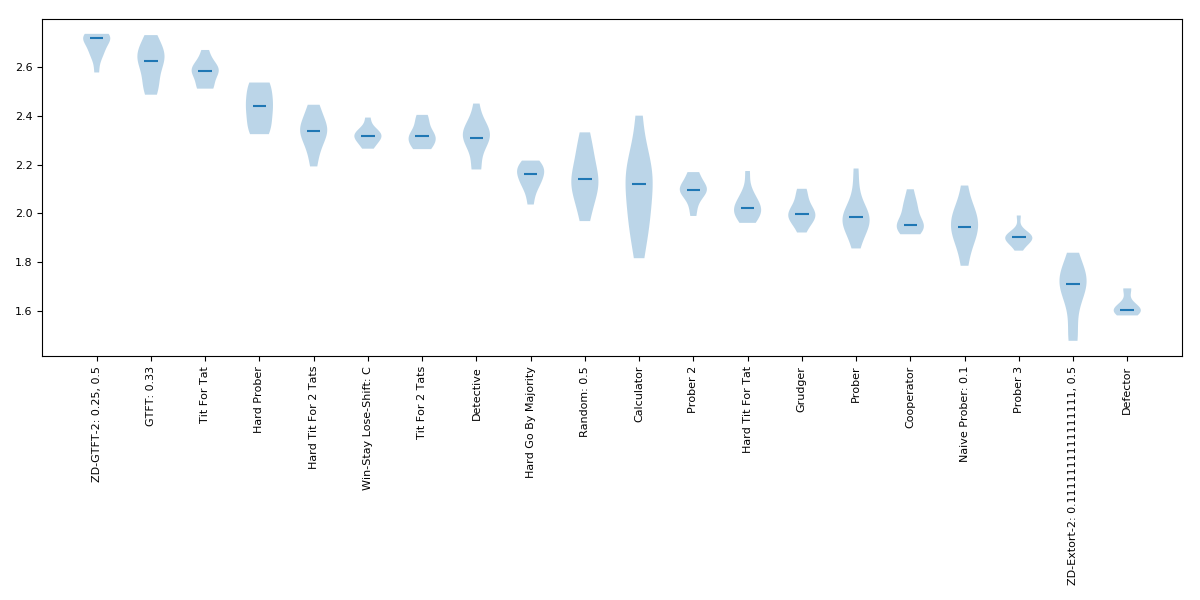 2.6
2.4
2.2
2.0
1.8
1.6
ZD-GTFT-2: 0.25, 0.5
GTFT: 0.33
Tit For Tat
Hard Prober
Hard Tit For 2 Tats
Win-Stay Lose-Shift: C
Tit For 2 Tats
Detective
Hard Go By Majority
Random: 0.5
Calculator
Prober 2
Hard Tit For Tat
Grudger
Prober
Cooperator
Naive Prober: 0.1
Prober 3
ZD-Extort-2: 0.1111111111111111, 0.5
Defector